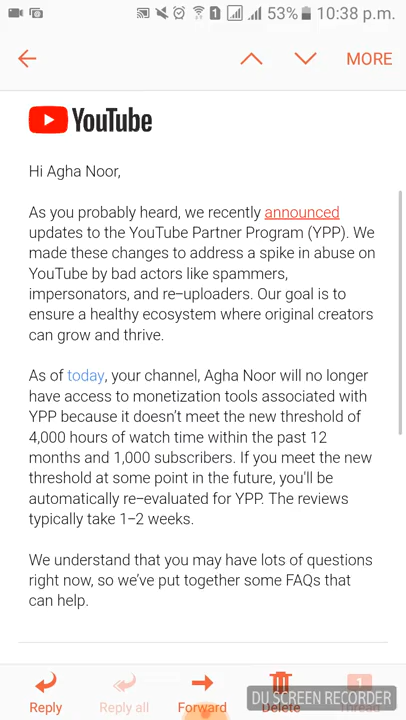 53% 10:38 p.m.
MORE
YouTube
Hi Agha Noor,
As you probably heard, we recently announced
updates to the YouTube Partner Program (YPP). We
made these changes to address a spike in abuse on
YouTube by bad actors like spammers,
impersonators, and re-uploaders. Our goal is to
ensure a healthy ecosystem where original creators
can grow and thrive.
As of today, your channel, Agha Noor will no longer
have access to monetization tools associated with
YPP because it doesn't meet the new threshold of
4,000 hours of watch time within the past 12
months and 1,000 subscribers. If you meet the new
threshold at some point in the future, you'll be
automatically re-evaluated for YPP. The reviews
typically take 1-2 weeks.
We understand that you may have lots of questions
right now, so we've put together some FAQs that
can help.
Reply Reply all Forward Delete Thread
DU SCREEN RECORDER